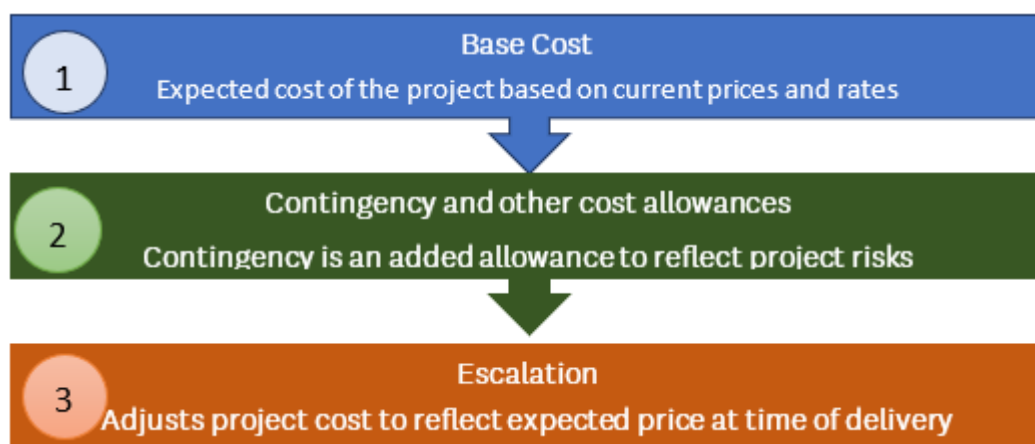 1
Base Cost
Expected cost of the project based on current prices and rates
2
Contingency and other cost allowances
Contingency is an added allowance to reflect project risks
3
Escalation
Adjusts project cost to reflect expected price at time of delivery